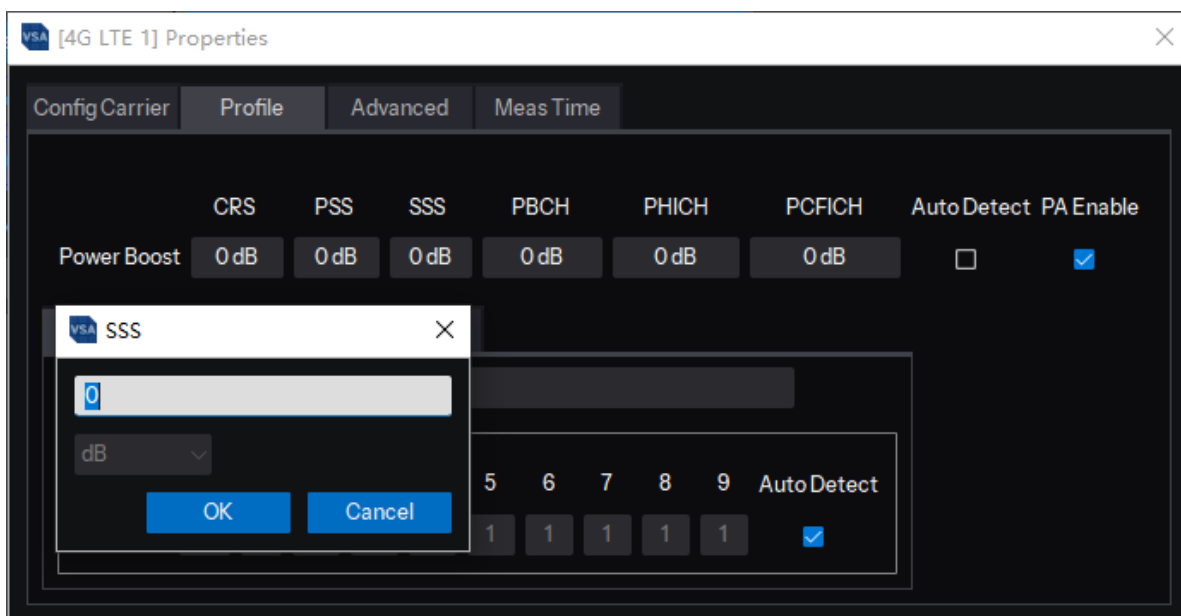 VSA [4G LTE 1] Properties
Config Carrier Profile Advanced Meas Time
CRS PSS SSS PBCH PHICH PCFICH Auto Detect PA Enable
Power Boost 0 dB 0 dB 0 dB 0 dB 0 dB 0 dB
VSA SSS
0
dB
5 6 7 8 9 Auto Detect
OK Cancel
1 1 1 1 1